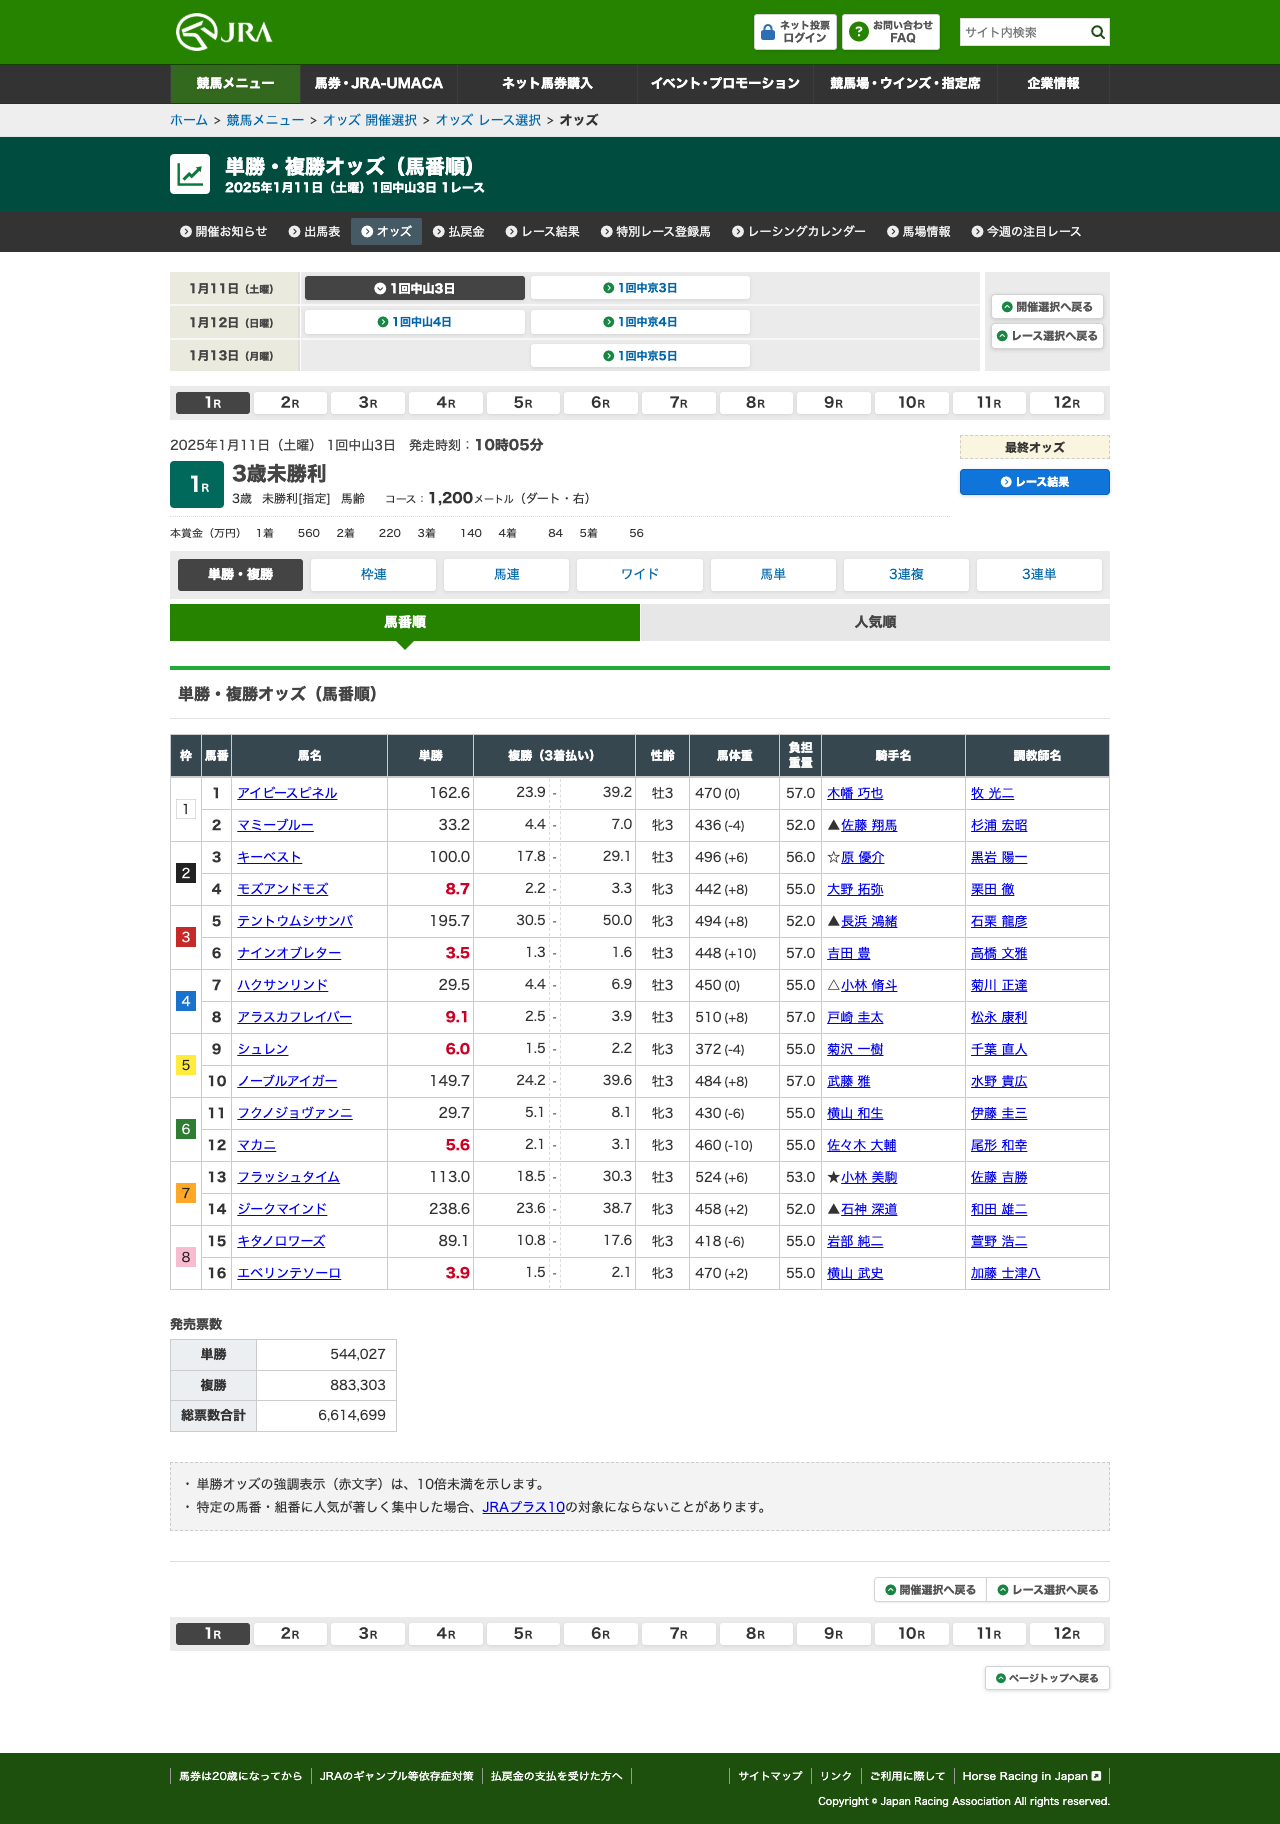 JRA
ネット投票 ログイン
お問い合わせ FAQ
サイト内検索
競馬メニュー 馬券・JRA-UMACA ネット馬券購入 イベント・プロモーション 競馬場・ウインズ・指定席 企業情報
ホーム > 競馬メニュー > オッズ 開催選択 > オッズ レース選択 > オッズ
単勝・複勝オッズ（馬番順）
2025年1月11日（土曜）1回中山3日 1レース
開催お知らせ 出馬表 オッズ 払戻金 レース結果 特別レース登録馬 レーシングカレンダー 馬場情報 今週の注目レース
1月11日（土曜） 1回中山3日 1回中京3日
1月12日（日曜） 1回中山4日 1回中京4日
1月13日（月曜） 1回中京5日
開催選択へ戻る
レース選択へ戻る
1R 2R 3R 4R 5R 6R 7R 8R 9R 10R 11R 12R
2025年1月11日（土曜） 1回中山3日 発走時刻：10時05分
最終オッズ
1R 3歳未勝利
レース結果
3歳 未勝利[指定] 馬齢 コース：1,200メートル（ダート・右）
本賞金（万円） 1着 560 2着 220 3着 140 4着 84 5着 56
単勝・複勝 枠連 馬連 ワイド 馬単 3連複 3連単
馬番順 人気順
単勝・複勝オッズ（馬番順）
枠 馬番 馬名 単勝 複勝（3着払い） 性齢 馬体重 負担重量 騎手名 調教師名
1 1 アイビースピネル 162.6 23.9 - 39.2 牡3 470 (0) 57.0 木幡 巧也 牧 光二
2 マミーブルー 33.2 4.4 - 7.0 牝3 436 (-4) 52.0 ▲佐藤 翔馬 杉浦 宏昭
2 3 キーベスト 100.0 17.8 - 29.1 牡3 496 (+6) 56.0 ☆原 優介 黒岩 陽一
4 モズアンドモズ 8.7 2.2 - 3.3 牝3 442 (+8) 55.0 大野 拓弥 栗田 徹
3 5 テントウムシサンバ 195.7 30.5 - 50.0 牝3 494 (+8) 52.0 ▲長浜 鴻緒 石栗 龍彦
6 ナインオブレター 3.5 1.3 - 1.6 牡3 448 (+10) 57.0 吉田 豊 高橋 文雅
4 7 ハクサンリンド 29.5 4.4 - 6.9 牡3 450 (0) 55.0 △小林 脩斗 菊川 正達
8 アラスカフレイバー 9.1 2.5 - 3.9 牡3 510 (+8) 57.0 戸崎 圭太 松永 康利
5 9 シュレン 6.0 1.5 - 2.2 牝3 372 (-4) 55.0 菊沢 一樹 千葉 直人
10 ノーブルアイガー 149.7 24.2 - 39.6 牡3 484 (+8) 57.0 武藤 雅 水野 貴広
6 11 フクノジョヴァンニ 29.7 5.1 - 8.1 牝3 430 (-6) 55.0 横山 和生 伊藤 圭三
12 マカニ 5.6 2.1 - 3.1 牝3 460 (-10) 55.0 佐々木 大輔 尾形 和幸
7 13 フラッシュタイム 113.0 18.5 - 30.3 牡3 524 (+6) 53.0 ★小林 美駒 佐藤 吉勝
14 ジークマインド 238.6 23.6 - 38.7 牝3 458 (+2) 52.0 ▲石神 深道 和田 雄二
8 15 キタノロワーズ 89.1 10.8 - 17.6 牝3 418 (-6) 55.0 岩部 純二 萱野 浩二
16 エベリンテソーロ 3.9 1.5 - 2.1 牝3 470 (+2) 55.0 横山 武史 加藤 士津八
発売票数
単勝 544,027
複勝 883,303
総票数合計 6,614,699
・ 単勝オッズの強調表示（赤文字）は、10倍未満を示します。
・ 特定の馬番・組番に人気が著しく集中した場合、JRAプラス10の対象にならないことがあります。
開催選択へ戻る レース選択へ戻る
1R 2R 3R 4R 5R 6R 7R 8R 9R 10R 11R 12R
ページトップへ戻る
馬券は20歳になってから JRAのギャンブル等依存症対策 払戻金の支払を受けた方へ サイトマップ リンク ご利用に際して Horse Racing in Japan
Copyright © Japan Racing Association All rights reserved.